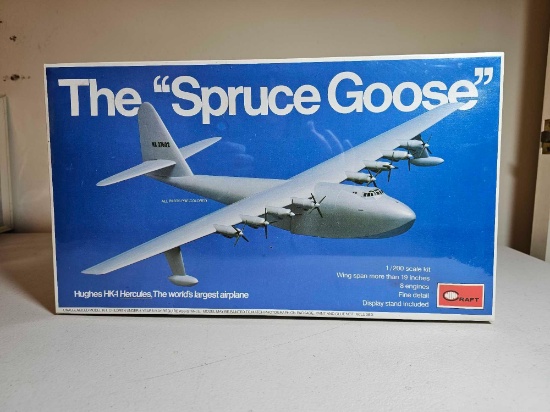 The "Spruce Goose"
1/200 scale kit
Wing span more than 19 inches
8 engines
Fine detail
Display stand included
Hughes HK-1 Hercules, The world's largest airplane
CRAFT